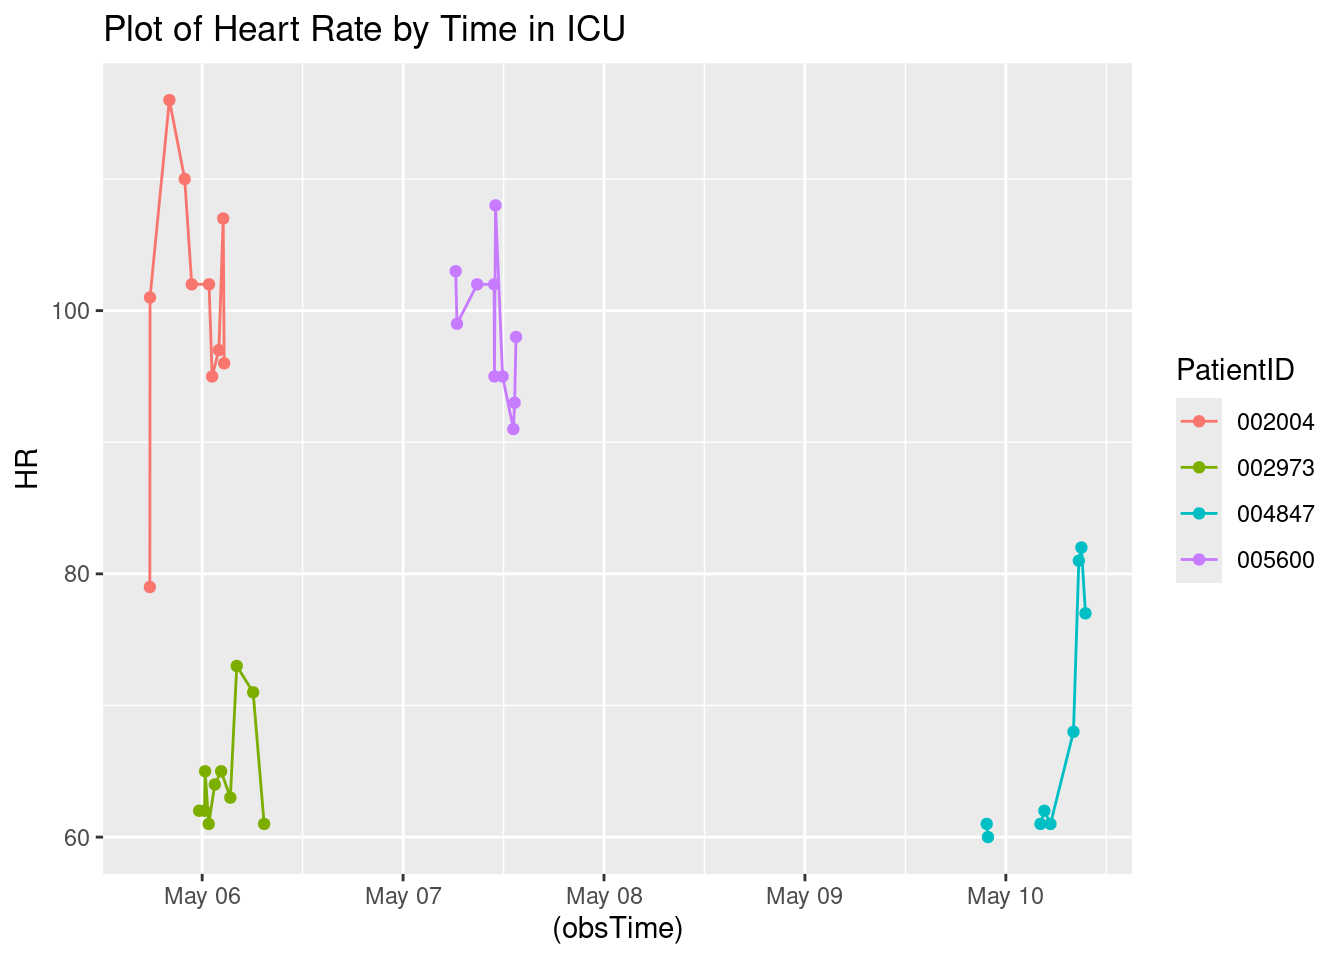 Plot of Heart Rate by Time in ICU
HR
100
80
60
May 06
May 07
May 08
May 09
May 10
(obsTime)
PatientID
002004
002973
004847
005600